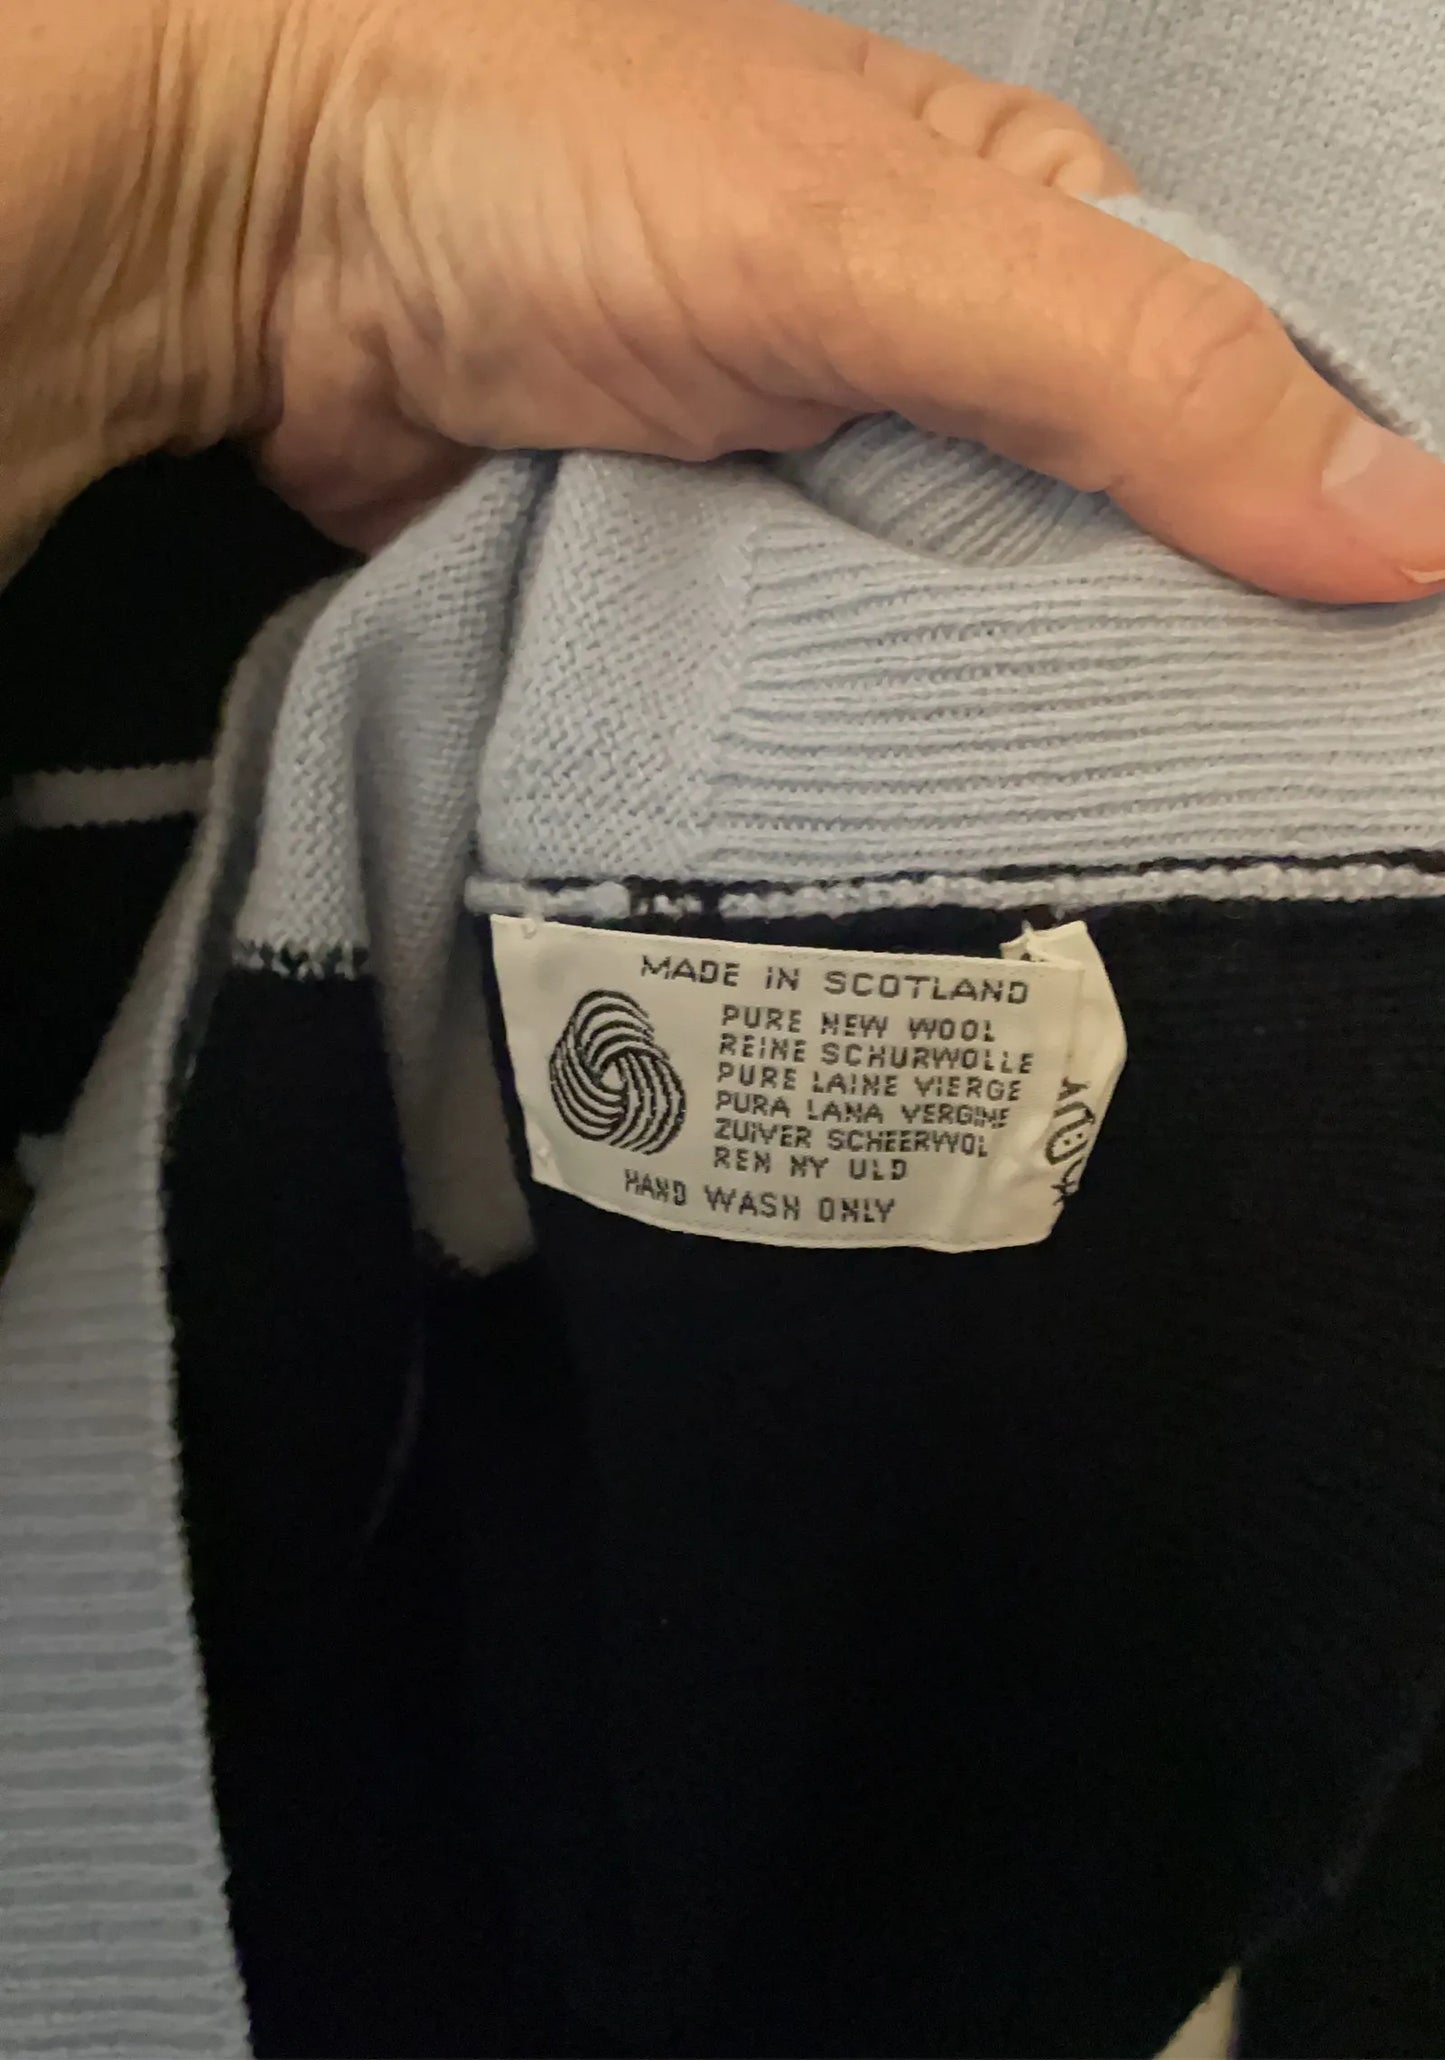 MADE IN SCOTLAND
PURE NEW WOOL
REINE SCHURWOLLE
PURE LAINE VIERGE
PURA LANA VERGINE
ZUIVER SCHEERWOL
REN NY ULD
HAND WASH ONLY